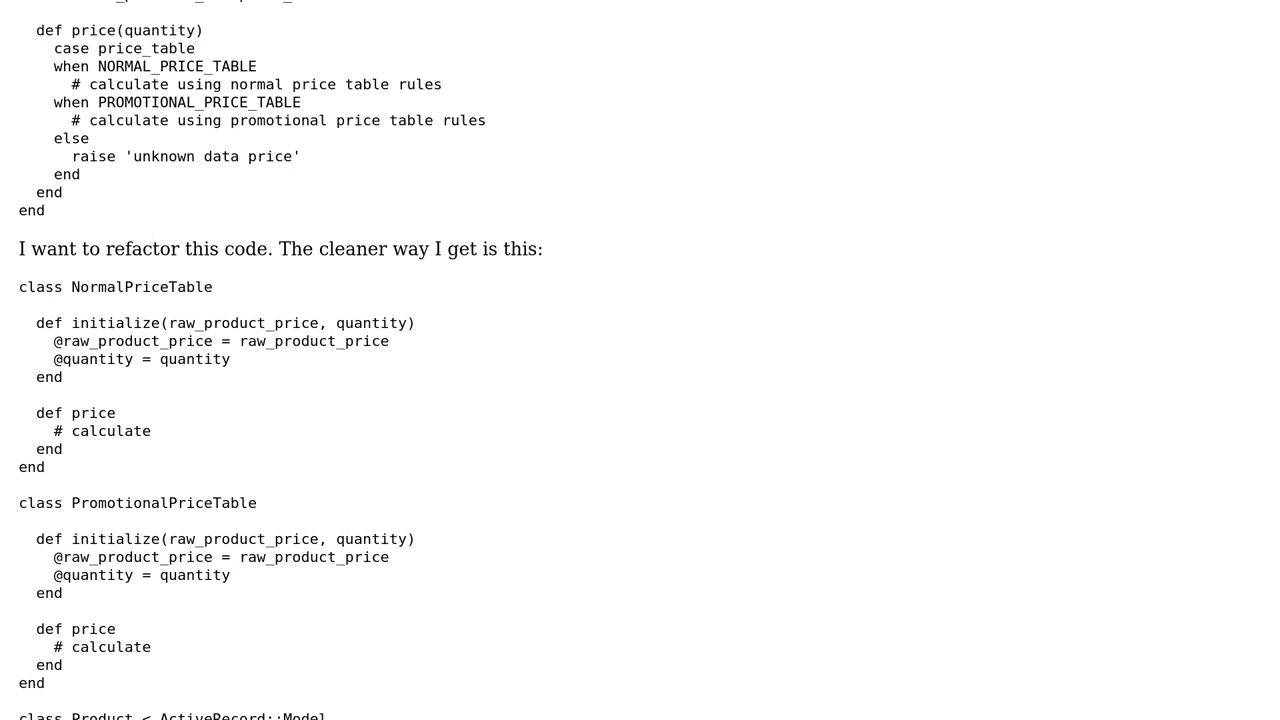 def price(quantity)
case price_table
when NORMAL_PRICE_TABLE
# calculate using normal price table rules
when PROMOTIONAL_PRICE_TABLE
# calculate using promotional price table rules
else
raise 'unknown data price'
end
end
end
I want to refactor this code. The cleaner way I get is this:
class NormalPriceTable
def initialize(raw_product_price, quantity)
@raw_product_price = raw_product_price
@quantity = quantity
end
def price
# calculate
end
end
class PromotionalPriceTable
def initialize(raw_product_price, quantity)
@raw_product_price = raw_product_price
@quantity = quantity
end
def price
# calculate
end
end
class Product < ActiveRecord::Model